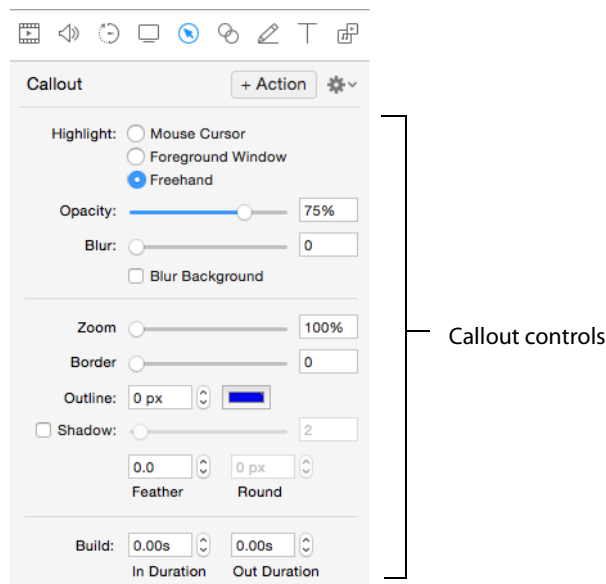 Callout
+ Action
Highlight: Mouse Cursor
Foreground Window
Freehand
Opacity: 75%
Blur: 0
Blur Background
Zoom 100%
Border 0
Outline: 0 px
Shadow: 2
0.0 0 px
Feather Round
Build: 0.00s 0.00s
In Duration Out Duration
Callout controls